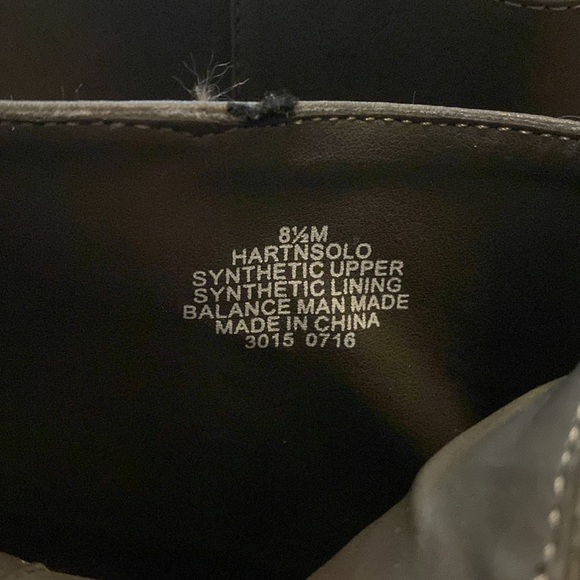 8½M
HARTNSOLO
SYNTHETIC UPPER
SYNTHETIC LINING
BALANCE MAN MADE
MADE IN CHINA
3015 0716